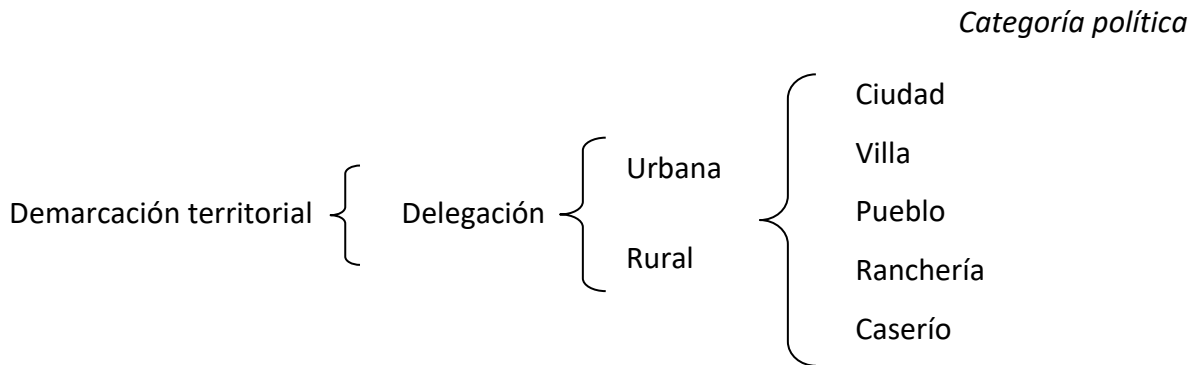 Categoría política
Demarcación territorial
Delegación
Urbana
Rural
Ciudad
Villa
Pueblo
Ranchería
Caserío